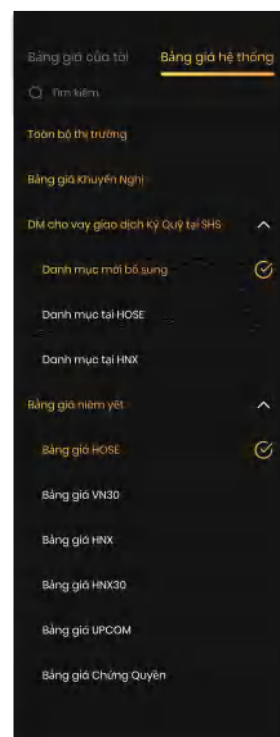 Bảng giá của tôi
Bảng giá hệ thống
Tìm kiếm
Toàn bộ thị trường
Bảng giá Khuyến Nghị
DM cho vay giao dịch Ký Quỹ tại SHS
Danh mục mới bổ sung
Danh mục tại HOSE
Danh mục tại HNX
Bảng giá niêm yết
Bảng giá HOSE
Bảng giá VN30
Bảng giá HNX
Bảng giá HNX30
Bảng giá UPCOM
Bảng giá Chứng Quyền